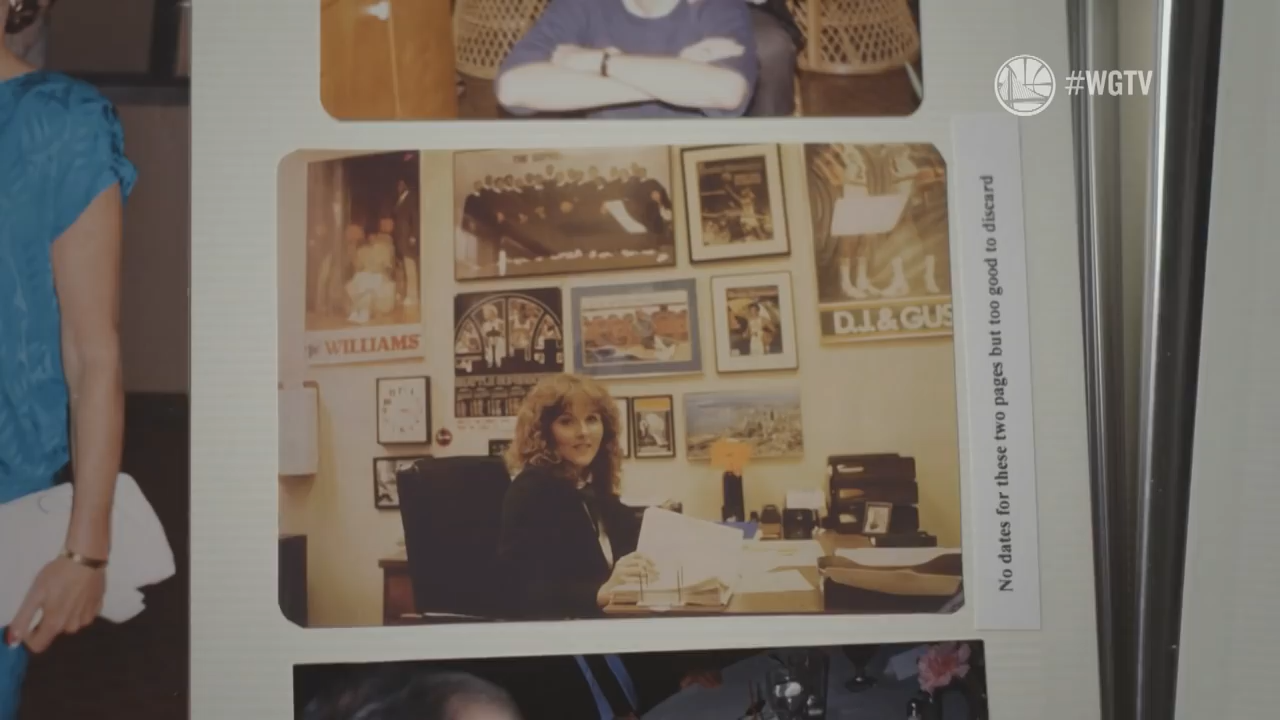 #WGTV
WILLIAMS
D.J. & GUS
No dates for these two pages but too good to discard